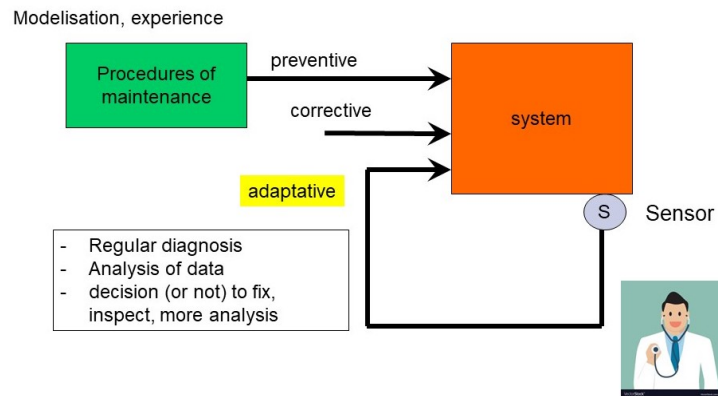 Modelisation, experience
Procedures of
maintenance
preventive
corrective
system
adaptative
S
Sensor
- Regular diagnosis
- Analysis of data
- decision (or not) to fix,
inspect, more analysis